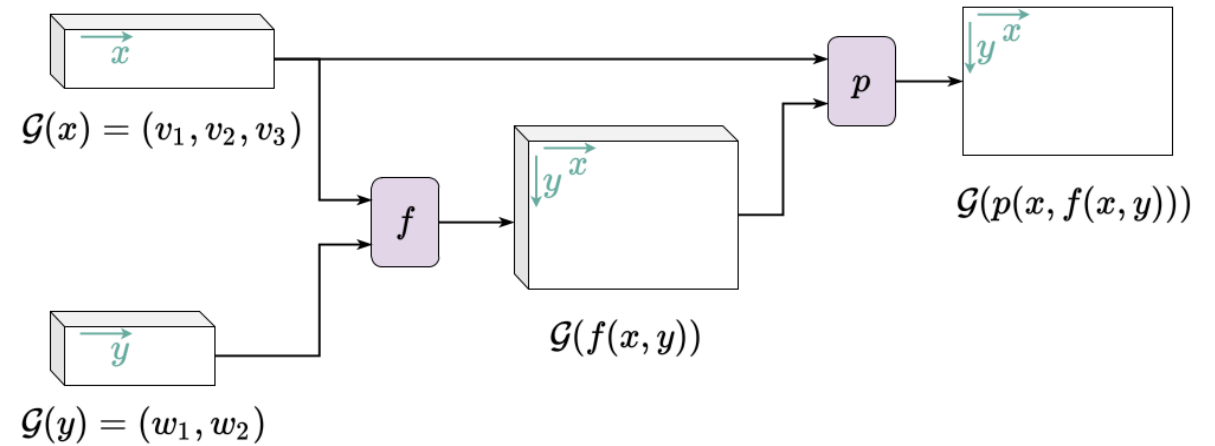 x
𝒢(x) = (v₁, v₂, v₃)
p
x
y
𝒢(p(x, f(x, y)))
f
x
y
𝒢(f(x, y))
y
𝒢(y) = (w₁, w₂)